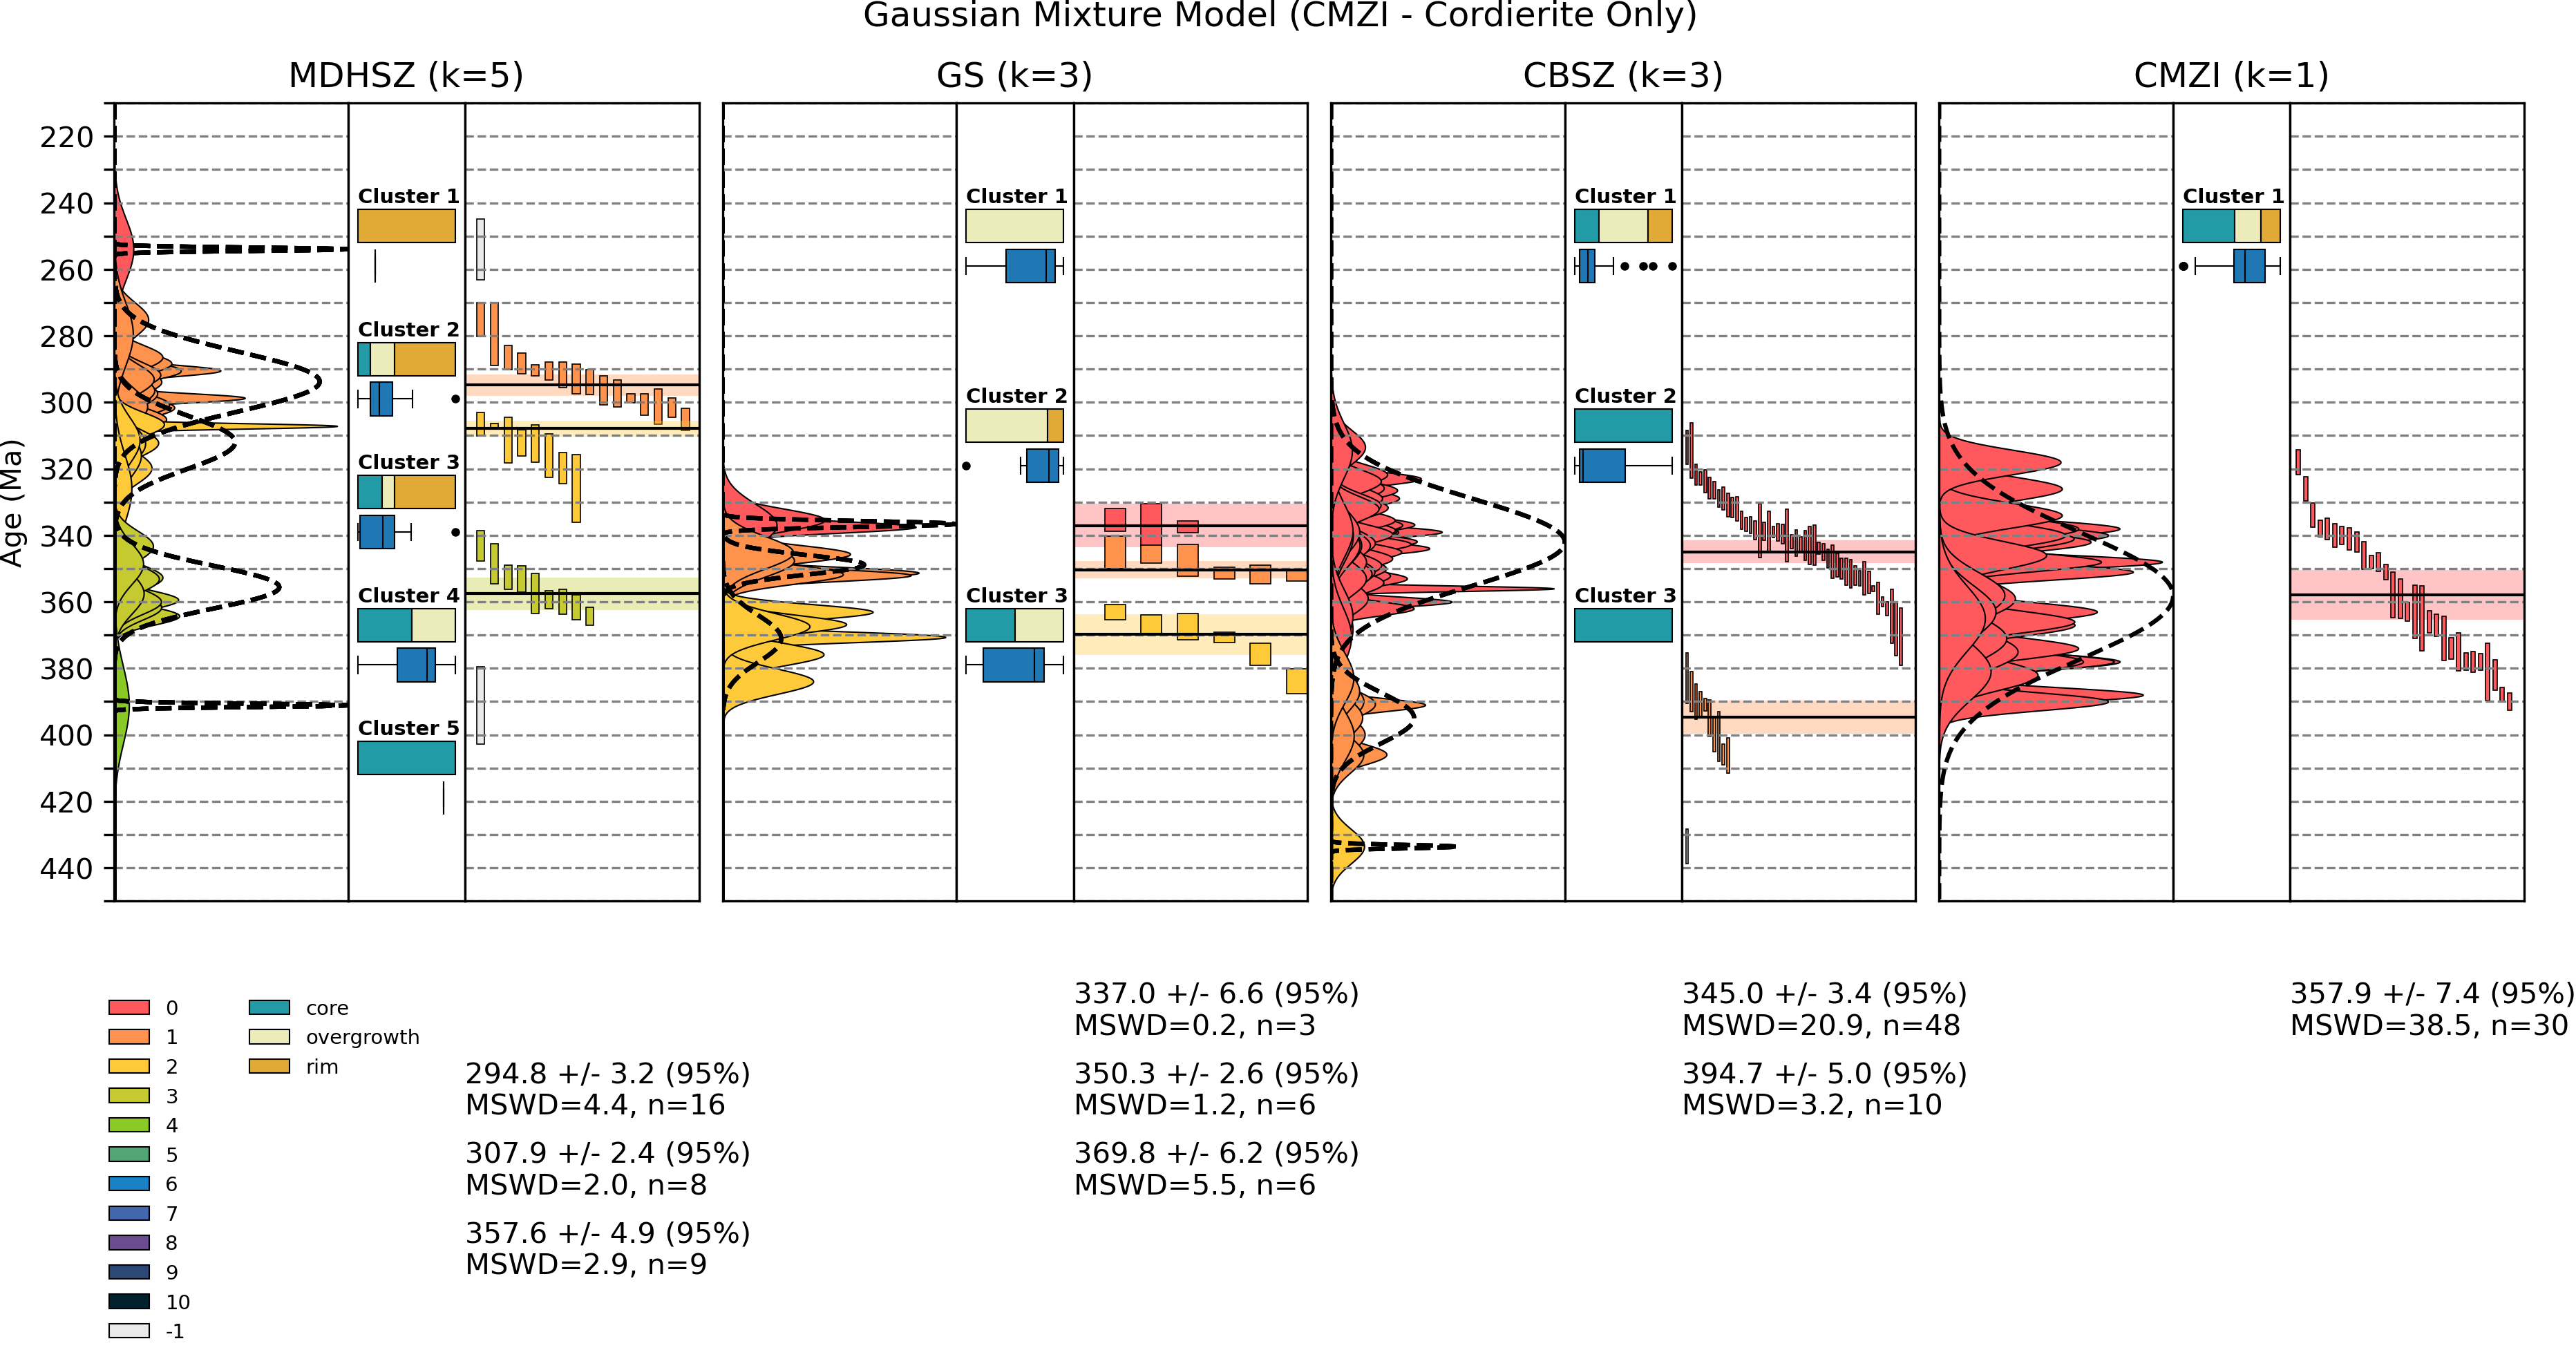 Gaussian Mixture Model (CMZI - Cordierite Only)
MDHSZ (k=5)
GS (k=3)
CBSZ (k=3)
CMZI (k=1)
Age (Ma)
220
240
260
280
300
320
340
360
380
400
420
440
Cluster 1
Cluster 2
Cluster 3
Cluster 4
Cluster 5
Cluster 1
Cluster 2
Cluster 3
Cluster 1
Cluster 2
Cluster 3
Cluster 1
0
1
2
3
4
5
6
7
8
9
10
-1
core
overgrowth
rim
294.8 +/- 3.2 (95%)
MSWD=4.4, n=16
307.9 +/- 2.4 (95%)
MSWD=2.0, n=8
357.6 +/- 4.9 (95%)
MSWD=2.9, n=9
337.0 +/- 6.6 (95%)
MSWD=0.2, n=3
350.3 +/- 2.6 (95%)
MSWD=1.2, n=6
369.8 +/- 6.2 (95%)
MSWD=5.5, n=6
345.0 +/- 3.4 (95%)
MSWD=20.9, n=48
394.7 +/- 5.0 (95%)
MSWD=3.2, n=10
357.9 +/- 7.4 (95%)
MSWD=38.5, n=30